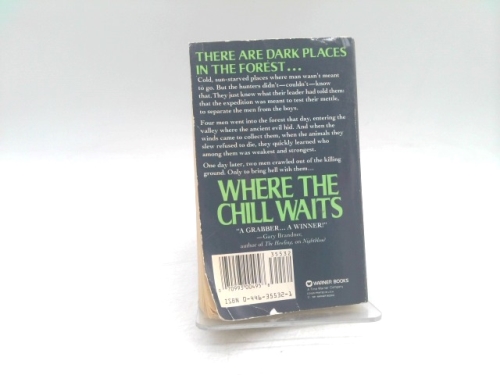 THERE ARE DARK PLACES
IN THE FOREST...
Cold, sun-starved places where man wasn't meant
to go. But the hunters didn't—couldn't—know
that. They just knew what their leader had told them:
that the expedition was meant to test their mettle,
to separate the men from the boys.
Four men went into the forest that day, entering the
valley where the ancient evil hid. And when the
winds came to collect them, when the animals they
slew refused to die, they quickly learned who
among them was weakest and strongest.
One day later, two men crawled out of the killing
ground. Only to bring hell with them...
WHERE THE
CHILL WAITS
"A GRABBER... A WINNER!"
—Gary Brandner,
author of The Howling
35532
ISBN 0-446-35532-1
WARNER BOOKS